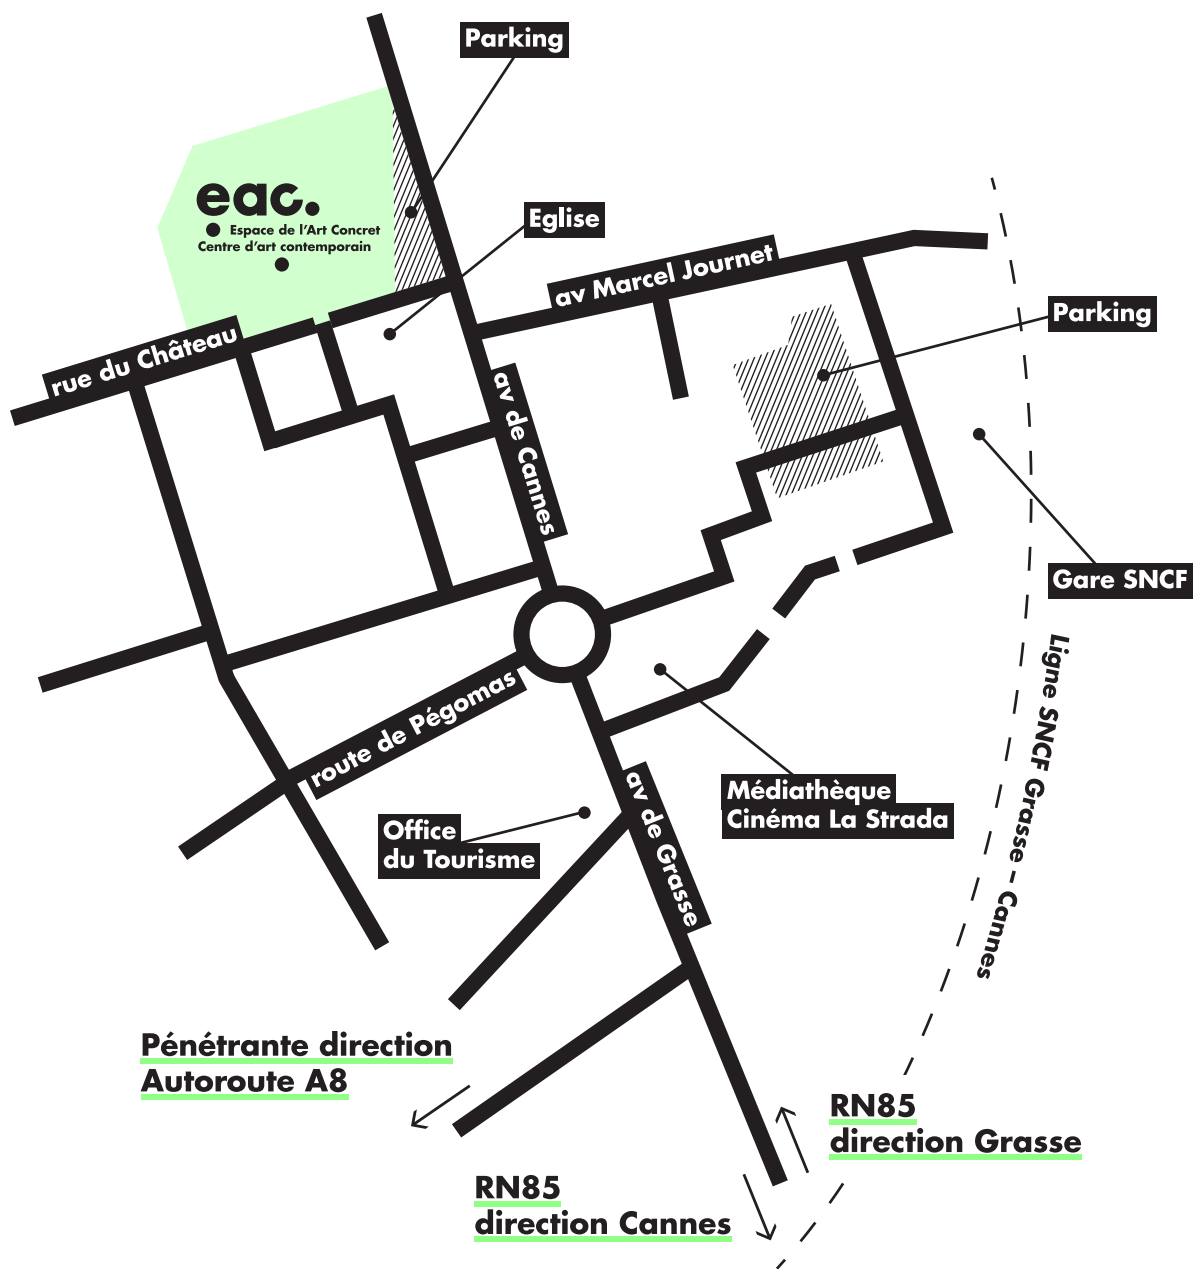 Parking
eac.
Espace de l'Art Concret
Centre d'art contemporain
Eglise
av Marcel Journet
Parking
rue du Château
av de Cannes
Gare SNCF
Ligne SNCF Grasse – Cannes
route de Pégomas
av de Grasse
Médiathèque
Cinéma La Strada
Office
du Tourisme
Pénétrante direction
Autoroute A8
RN85
direction Grasse
RN85
direction Cannes